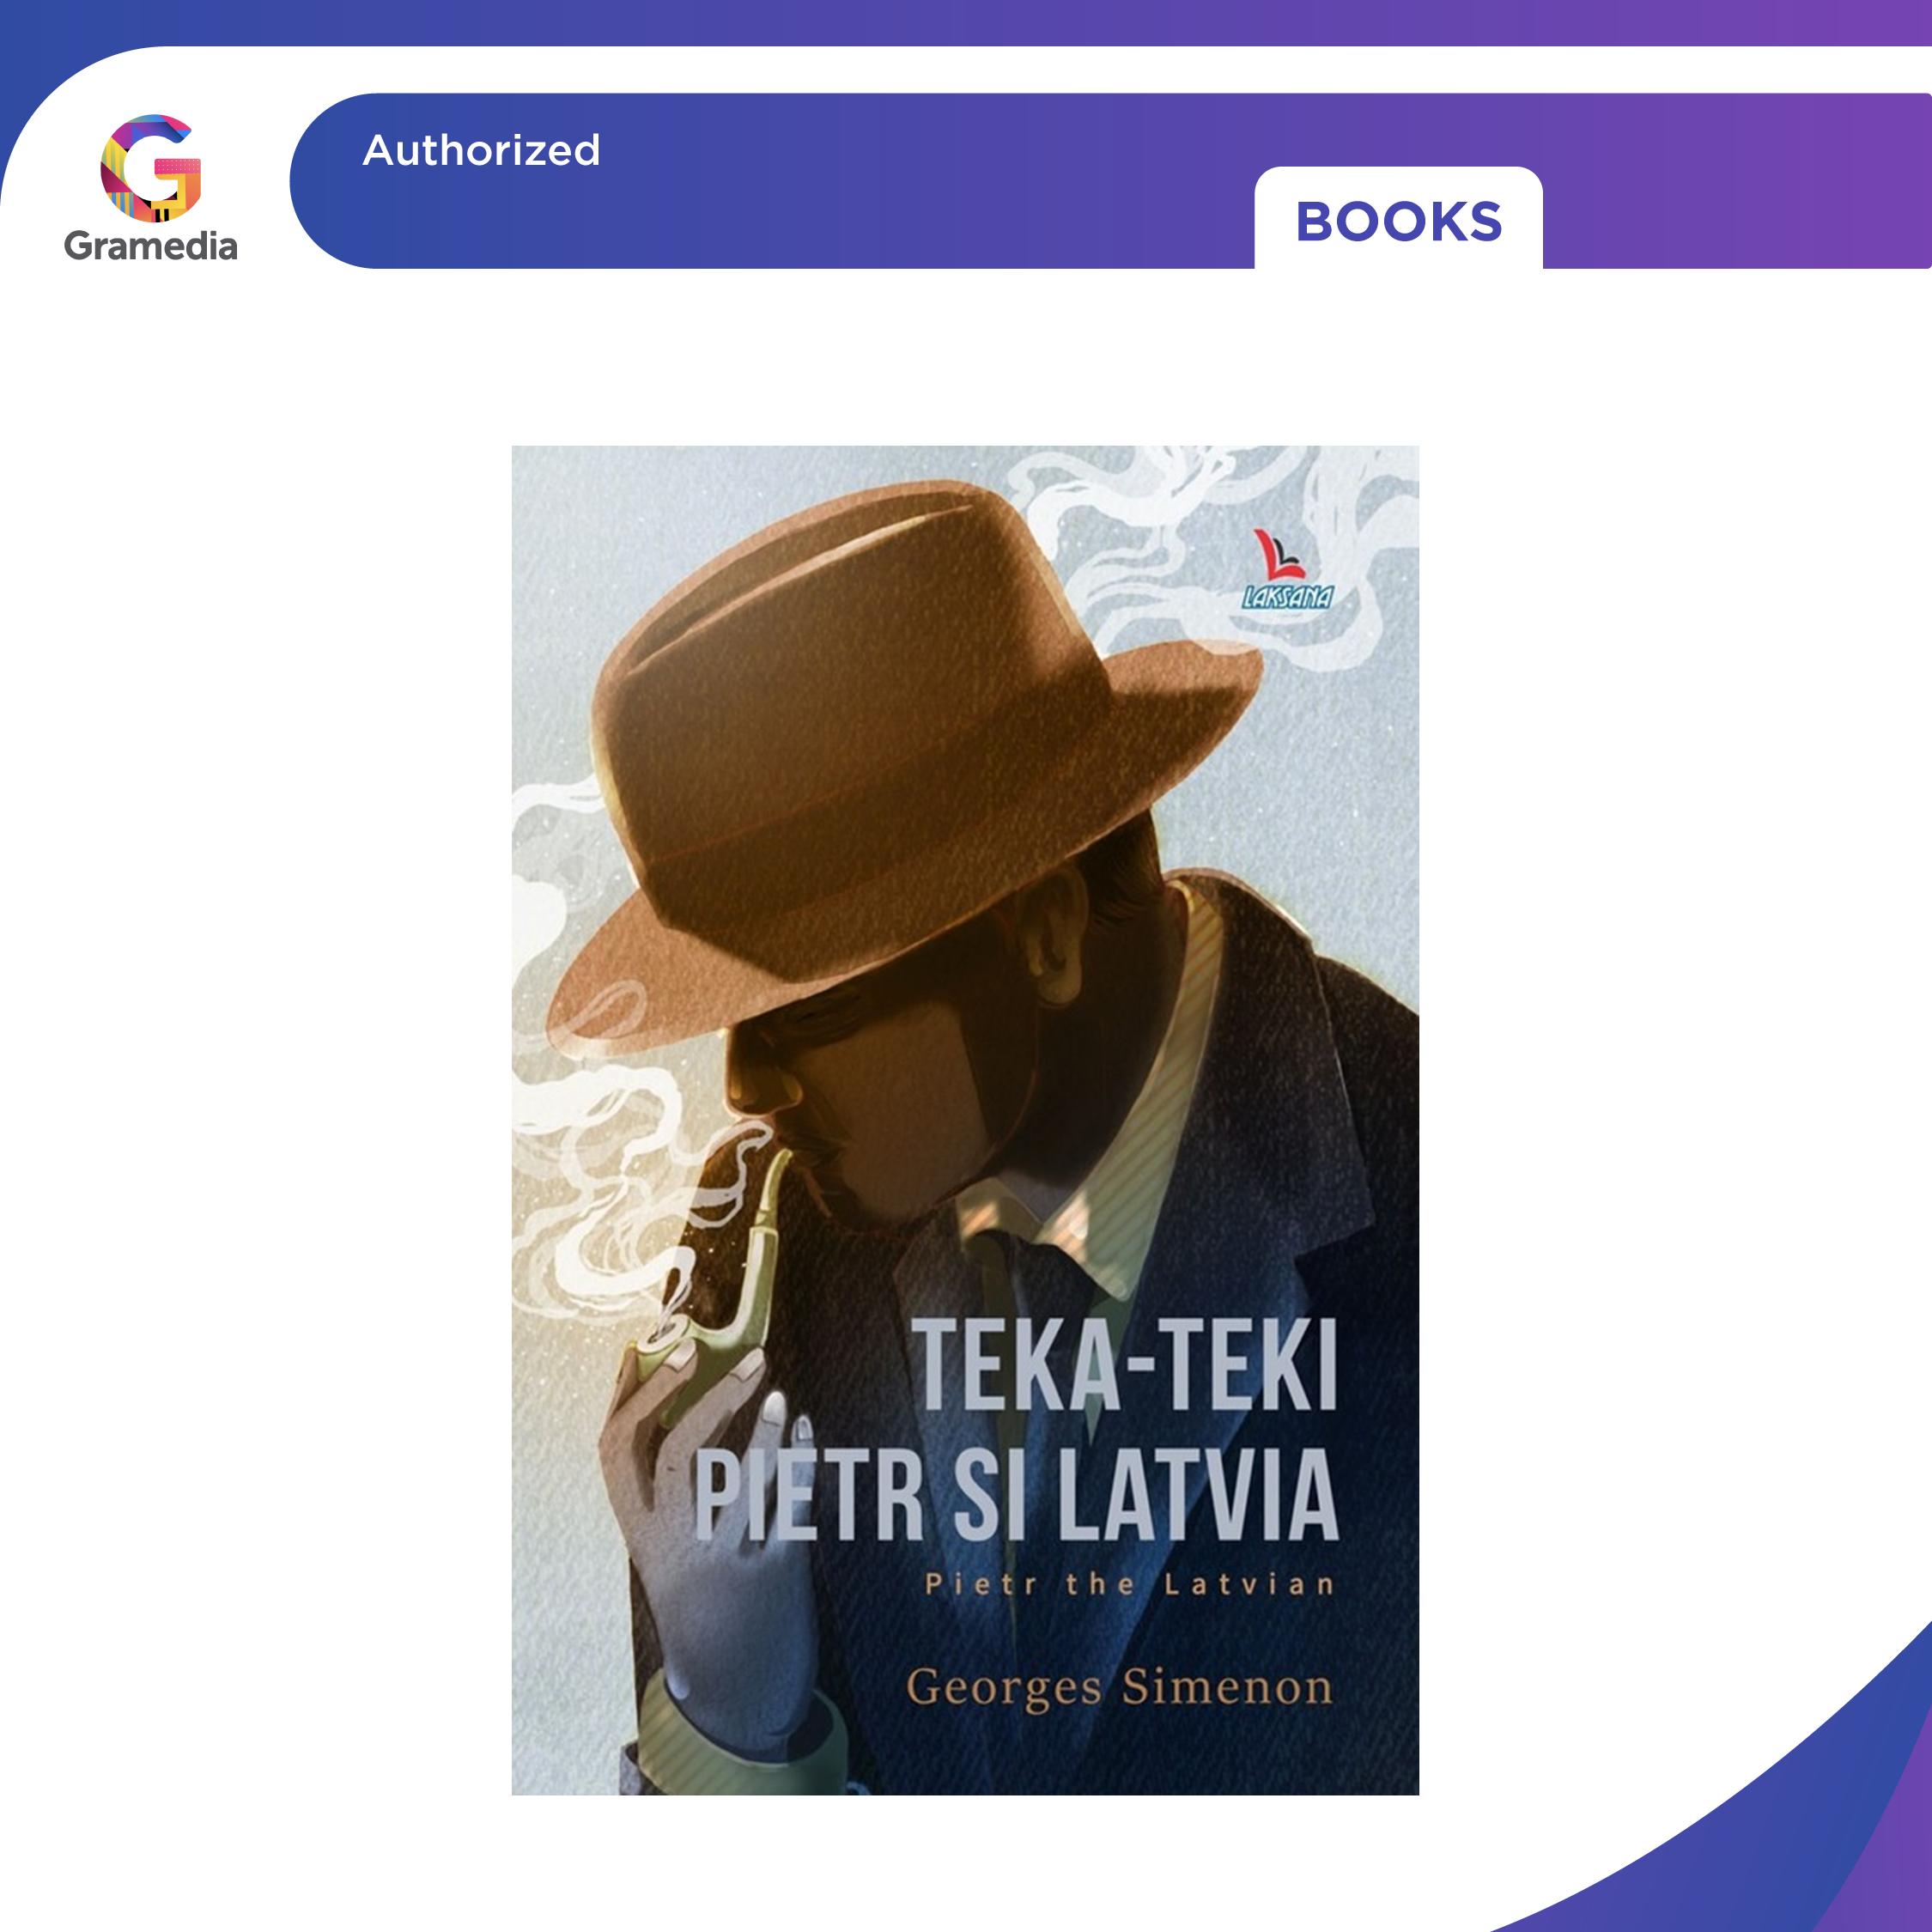 Gramedia
Authorized
BOOKS
LAKSANA
TEKA-TEKI
PIETR SI LATVIA
Pietr the Latvian
Georges Simenon